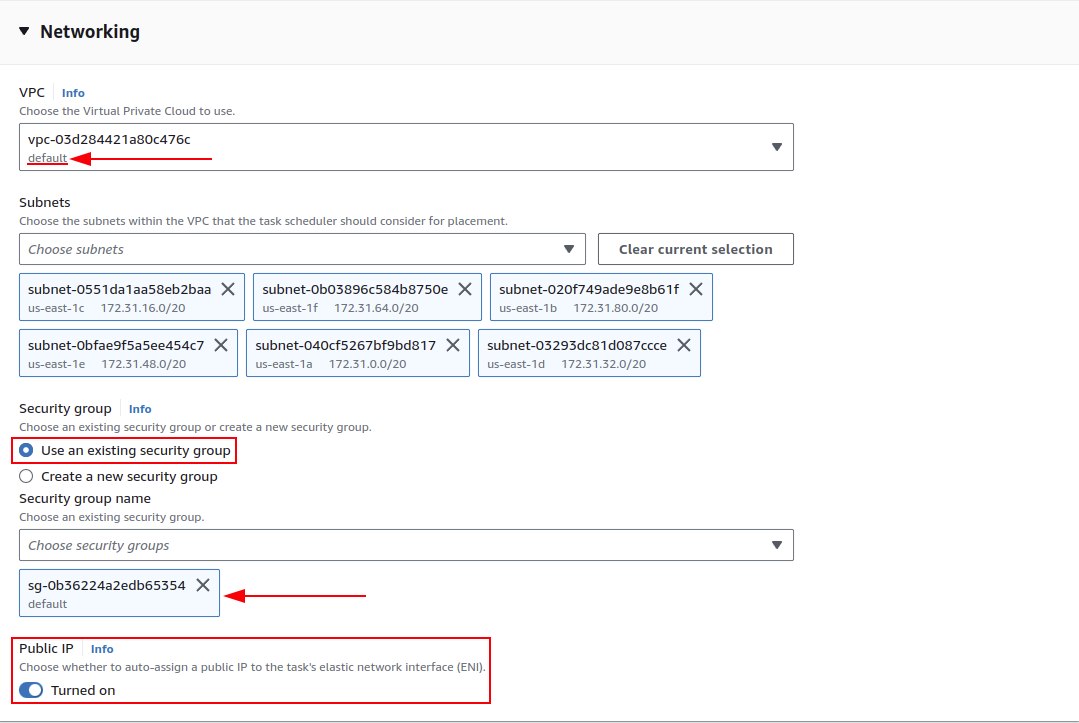 Networking
VPC Info
Choose the Virtual Private Cloud to use.
vpc-03d284421a80c476c
default
Subnets
Choose the subnets within the VPC that the task scheduler should consider for placement.
Choose subnets Clear current selection
subnet-0551da1aa58eb2baa subnet-0b03896c584b8750e subnet-020f749ade9e8b61f
us-east-1c 172.31.16.0/20 us-east-1f 172.31.64.0/20 us-east-1b 172.31.80.0/20
subnet-0bfae9f5a5ee454c7 subnet-040cf5267bf9bd817 subnet-03293dc81d087ccce
us-east-1e 172.31.48.0/20 us-east-1a 172.31.0.0/20 us-east-1d 172.31.32.0/20
Security group Info
Choose an existing security group or create a new security group.
Use an existing security group
Create a new security group
Security group name
Choose an existing security group.
Choose security groups
sg-0b36224a2edb65354
default
Public IP Info
Choose whether to auto-assign a public IP to the task's elastic network interface (ENI).
Turned on